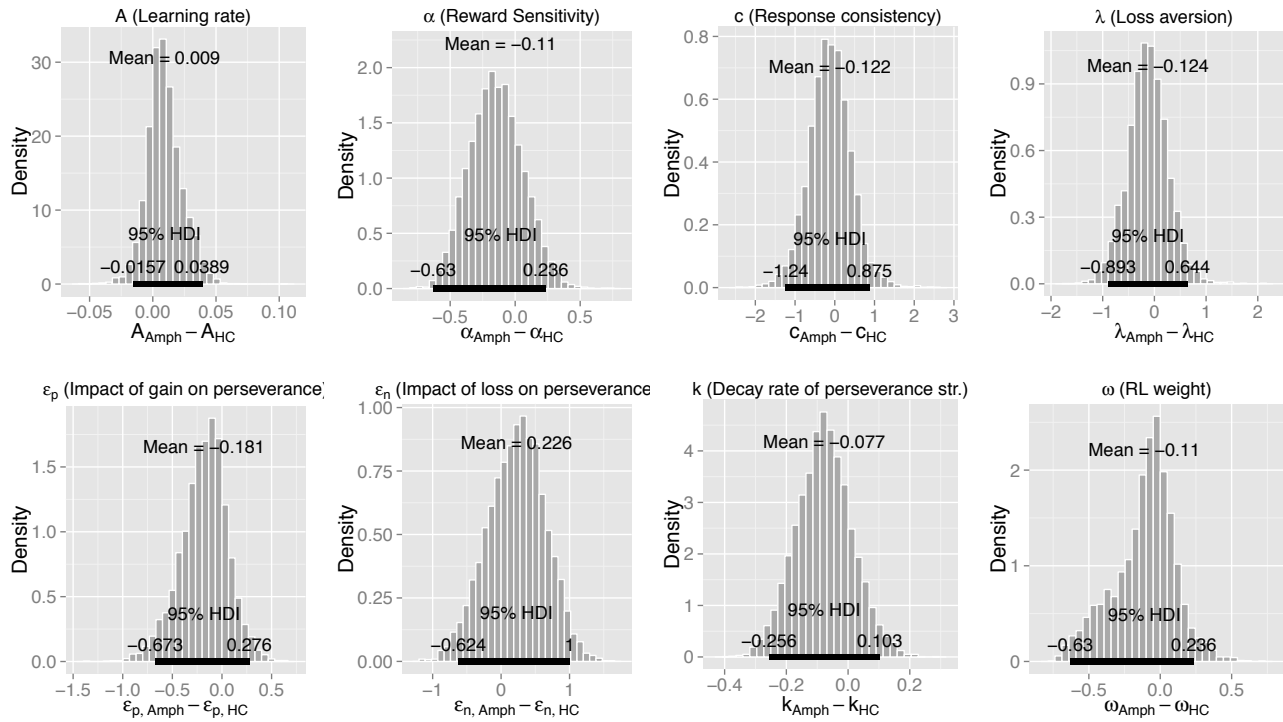 A (Learning rate)
Mean = 0.009
95% HDI
−0.0157 0.0389
Density
0
10
20
30
−0.05 0.00 0.05 0.10
A_Amph − A_HC
α (Reward Sensitivity)
Mean = −0.11
95% HDI
−0.63 0.236
Density
0.0
0.5
1.0
1.5
2.0
−0.5 0.0 0.5
α_Amph − α_HC
c (Response consistency)
Mean = −0.122
95% HDI
−1.24 0.875
Density
0.0
0.2
0.4
0.6
0.8
−2 −1 0 1 2 3
c_Amph − c_HC
λ (Loss aversion)
Mean = −0.124
95% HDI
−0.893 0.644
Density
0.0
0.3
0.6
0.9
−2 −1 0 1 2
λ_Amph − λ_HC
ε_p (Impact of gain on perseverance)
Mean = −0.181
95% HDI
−0.673 0.276
Density
0.0
0.5
1.0
1.5
−1.5 −1.0 −0.5 0.0 0.5
ε_p, Amph − ε_p, HC
ε_n (Impact of loss on perseverance
Mean = 0.226
95% HDI
−0.624 1
Density
0.00
0.25
0.50
0.75
1.00
−1 0 1
ε_n, Amph − ε_n, HC
k (Decay rate of perseverance str.)
Mean = −0.077
95% HDI
−0.256 0.103
Density
0
1
2
3
4
5
−0.4 −0.2 0.0 0.2
k_Amph − k_HC
ω (RL weight)
Mean = −0.11
95% HDI
−0.63 0.236
Density
0
1
2
−0.5 0.0 0.5
ω_Amph − ω_HC